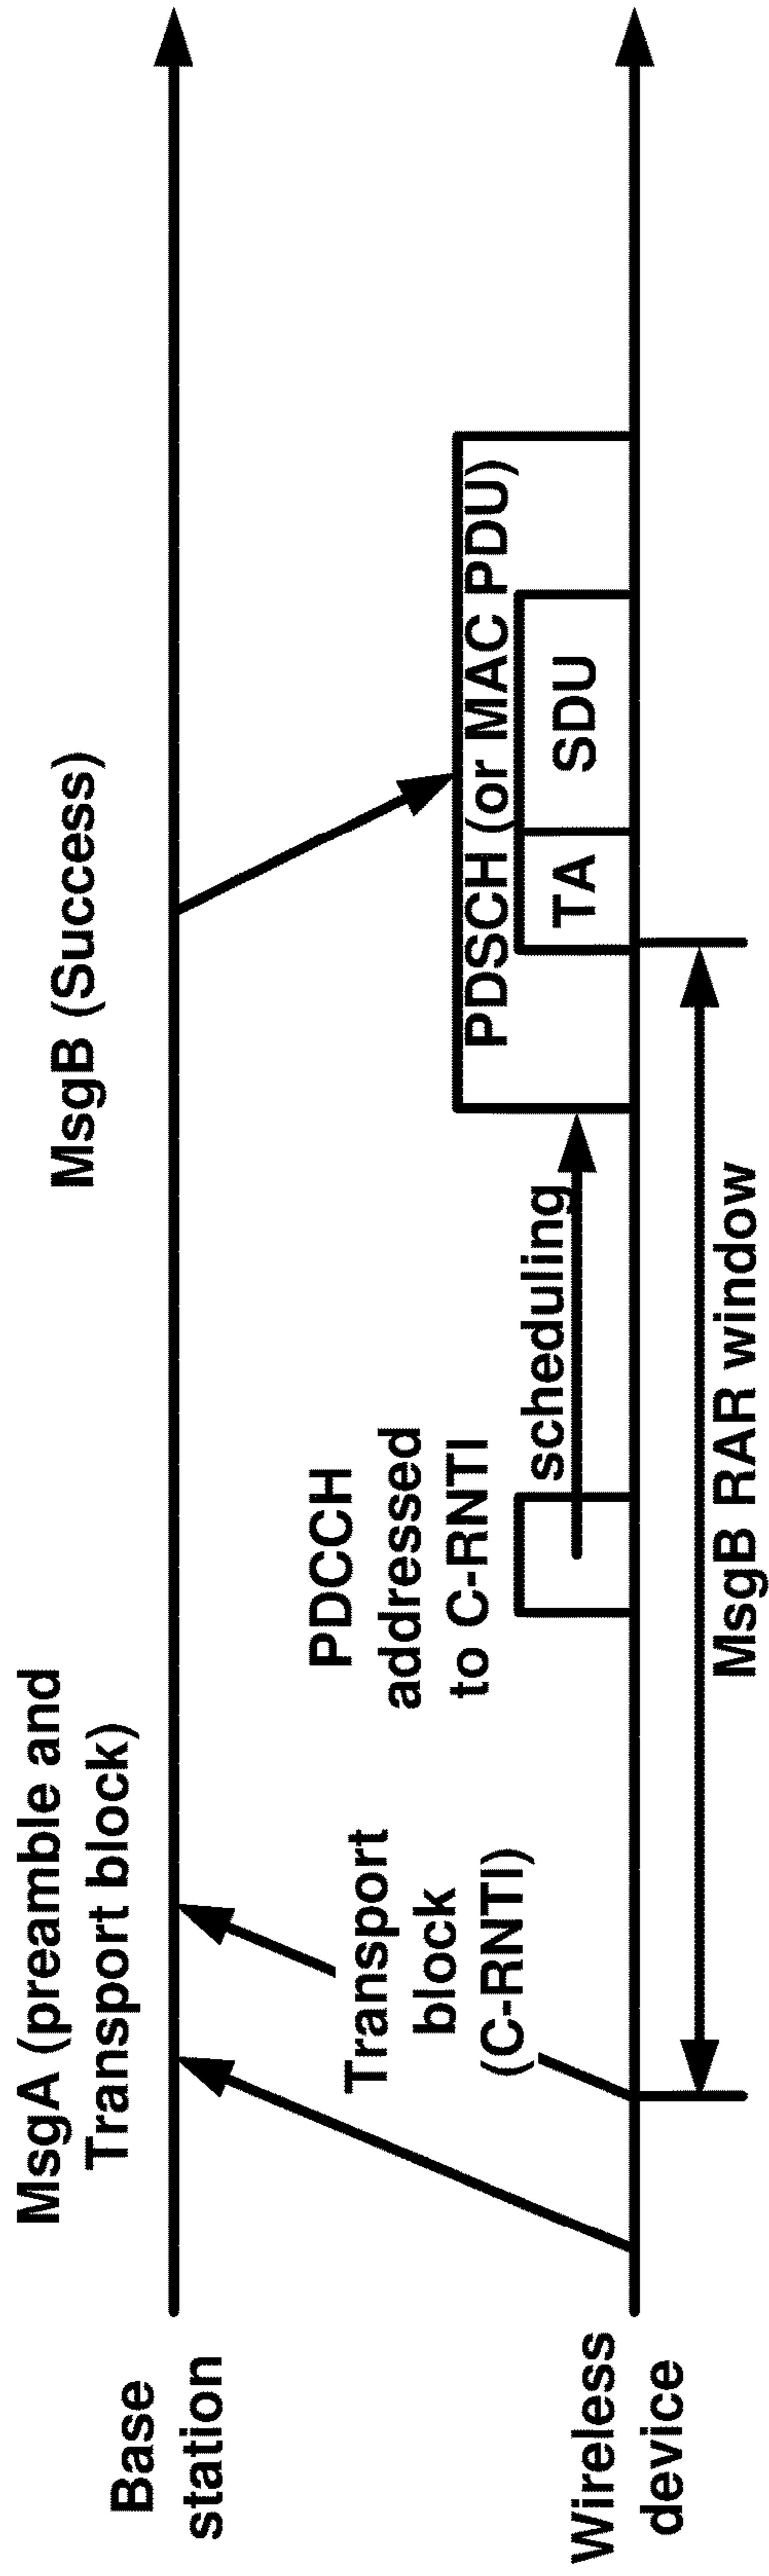 Base
station
MsgA (preamble and
Transport block)
MsgB (Success)
Transport
block
(C-RNTI)
PDCCH
addressed
to C-RNTI
scheduling
PDSCH (or MAC PDU)
TA
SDU
Wireless
device
MsgB RAR window